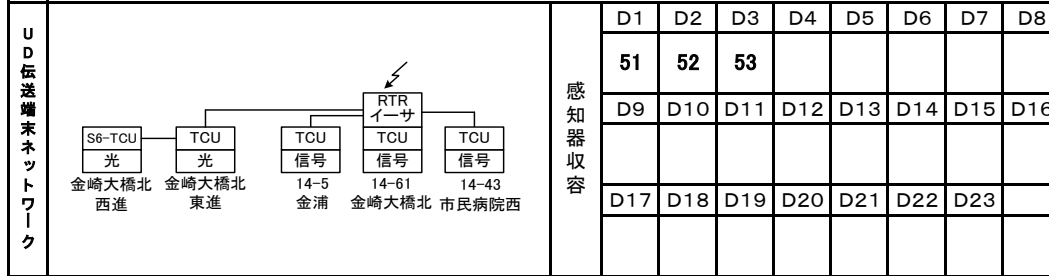 UD伝送端末ネットワーク
RTR
イーサ
S6-TCU TCU TCU TCU TCU
光 光 信号 信号 信号
金崎大橋北 金崎大橋北 14-5 14-61 14-43
西進 東進 金浦 金崎大橋北 市民病院西
感知器収容
D1 D2 D3 D4 D5 D6 D7 D8
51 52 53
D9 D10 D11 D12 D13 D14 D15 D16
D17 D18 D19 D20 D21 D22 D23